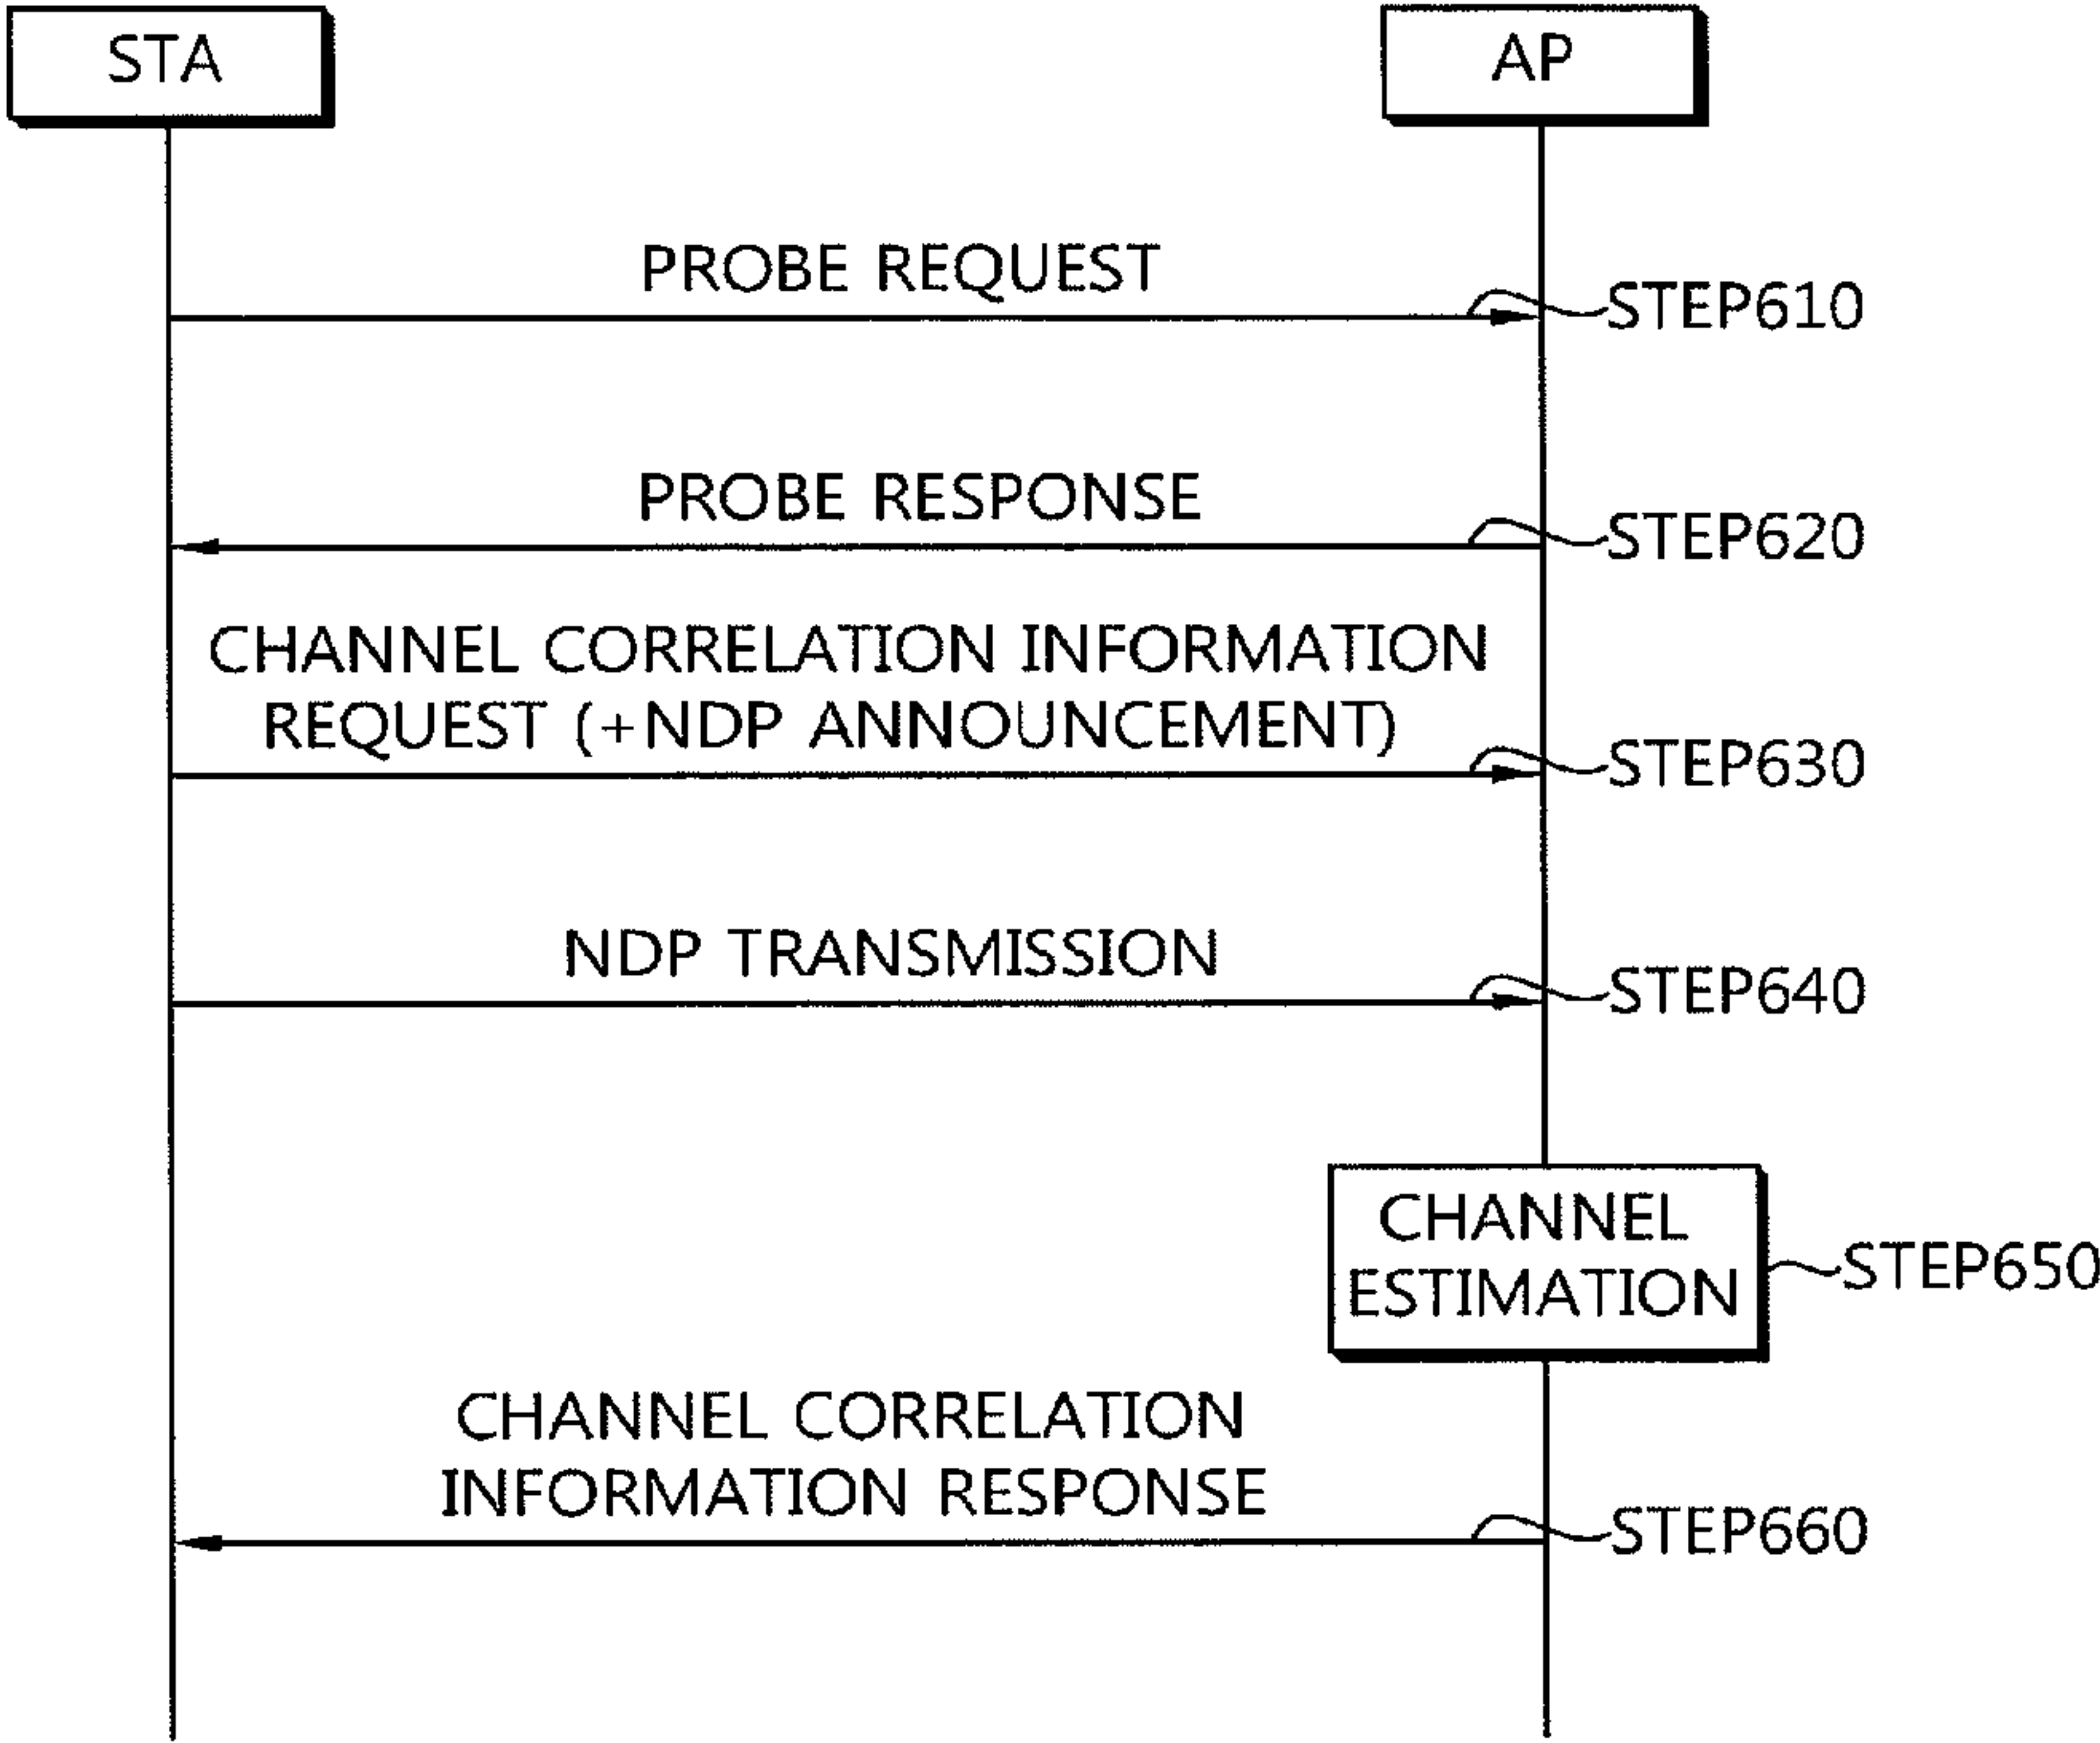 STA
AP
PROBE REQUEST
STEP610
PROBE RESPONSE
STEP620
CHANNEL CORRELATION INFORMATION
REQUEST (+NDP ANNOUNCEMENT)
STEP630
NDP TRANSMISSION
STEP640
CHANNEL
ESTIMATION
STEP650
CHANNEL CORRELATION
INFORMATION RESPONSE
STEP660